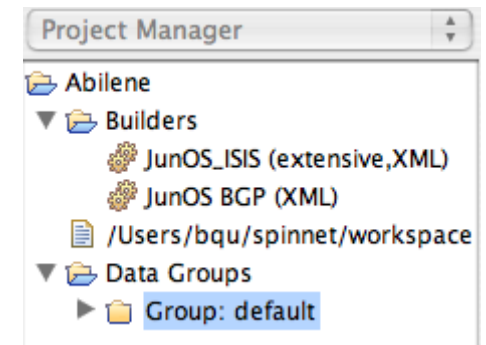 Project Manager
Abilene
Builders
JunOS_ISIS (extensive,XML)
JunOS BGP (XML)
/Users/bqu/spinnet/workspace
Data Groups
Group: default